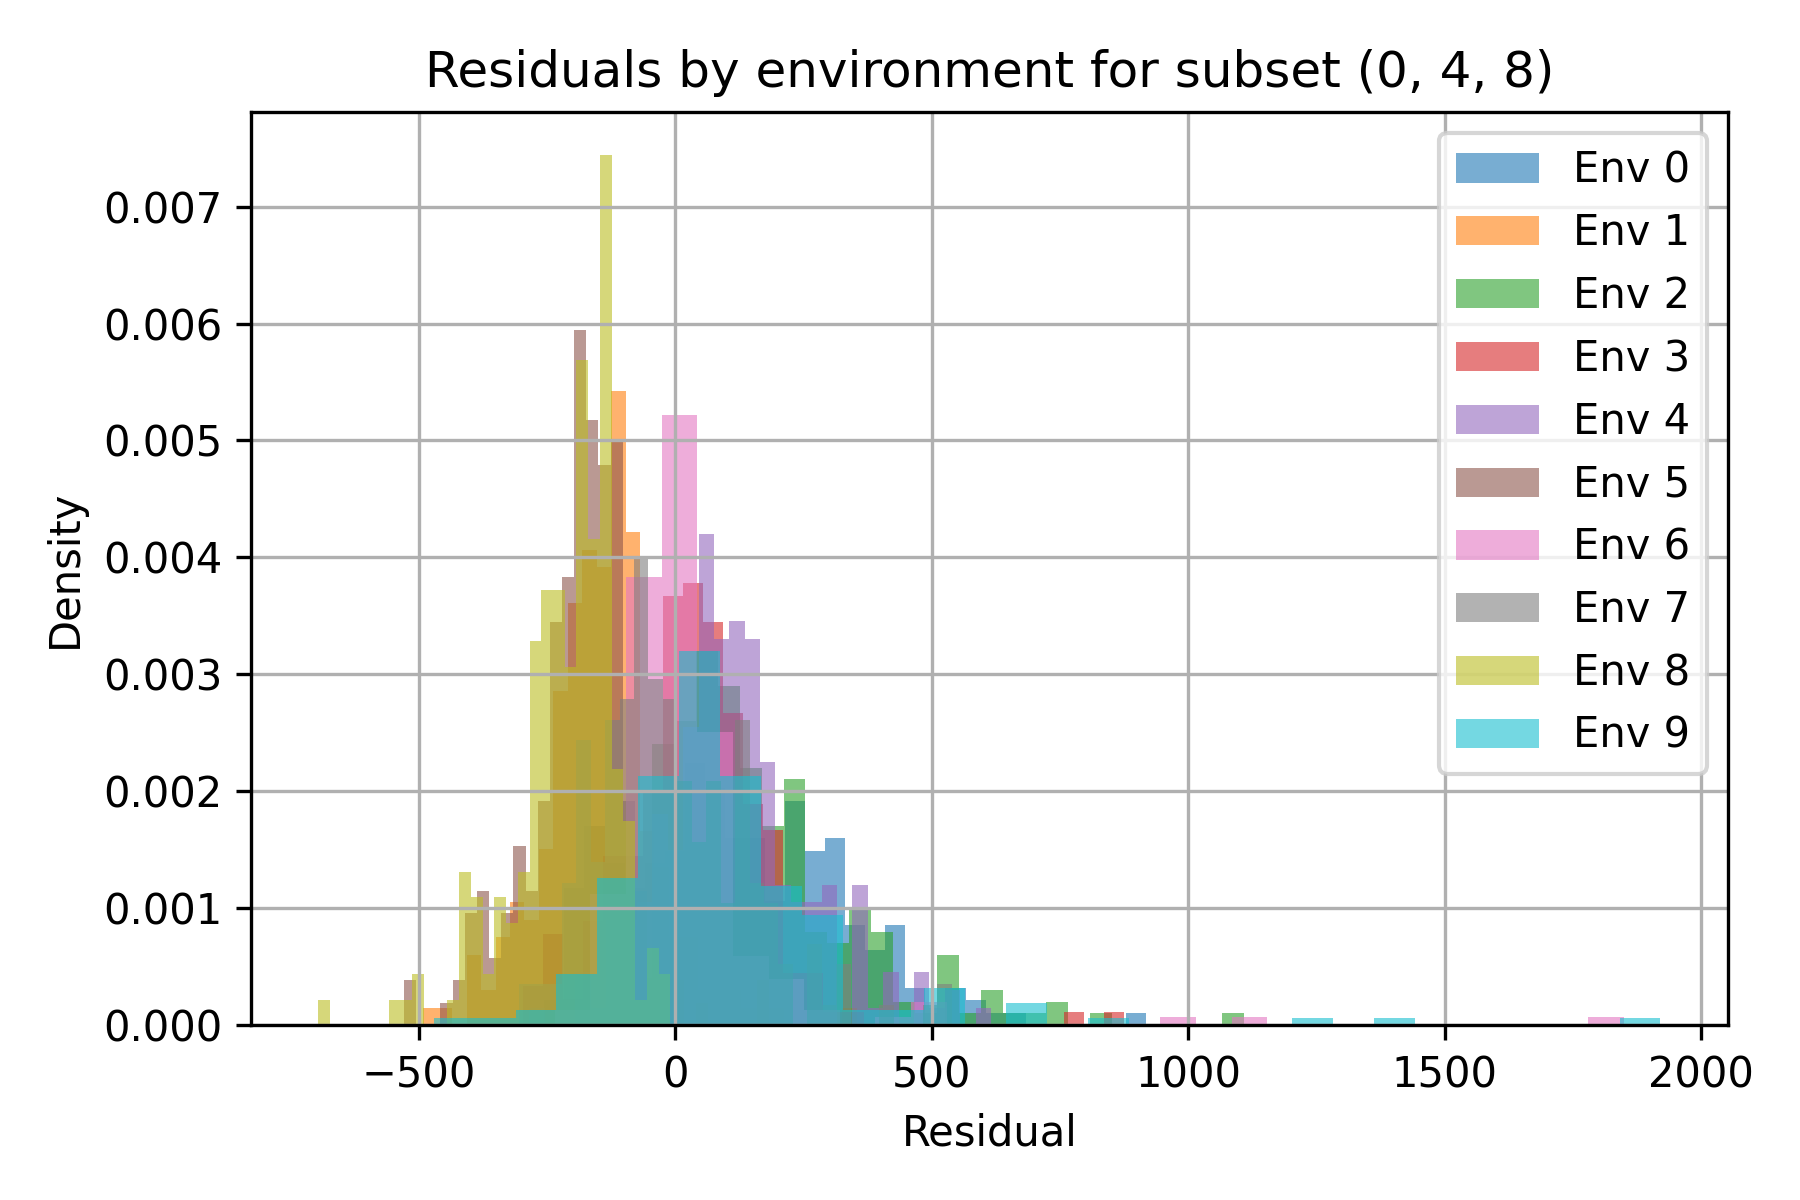 Residuals by environment for subset (0, 4, 8)
Env 0
Env 1
Env 2
Env 3
Env 4
Env 5
Env 6
Env 7
Env 8
Env 9
0.007
0.006
0.005
0.004
0.003
0.002
0.001
0.000
Density
−500 0 500 1000 1500 2000
Residual